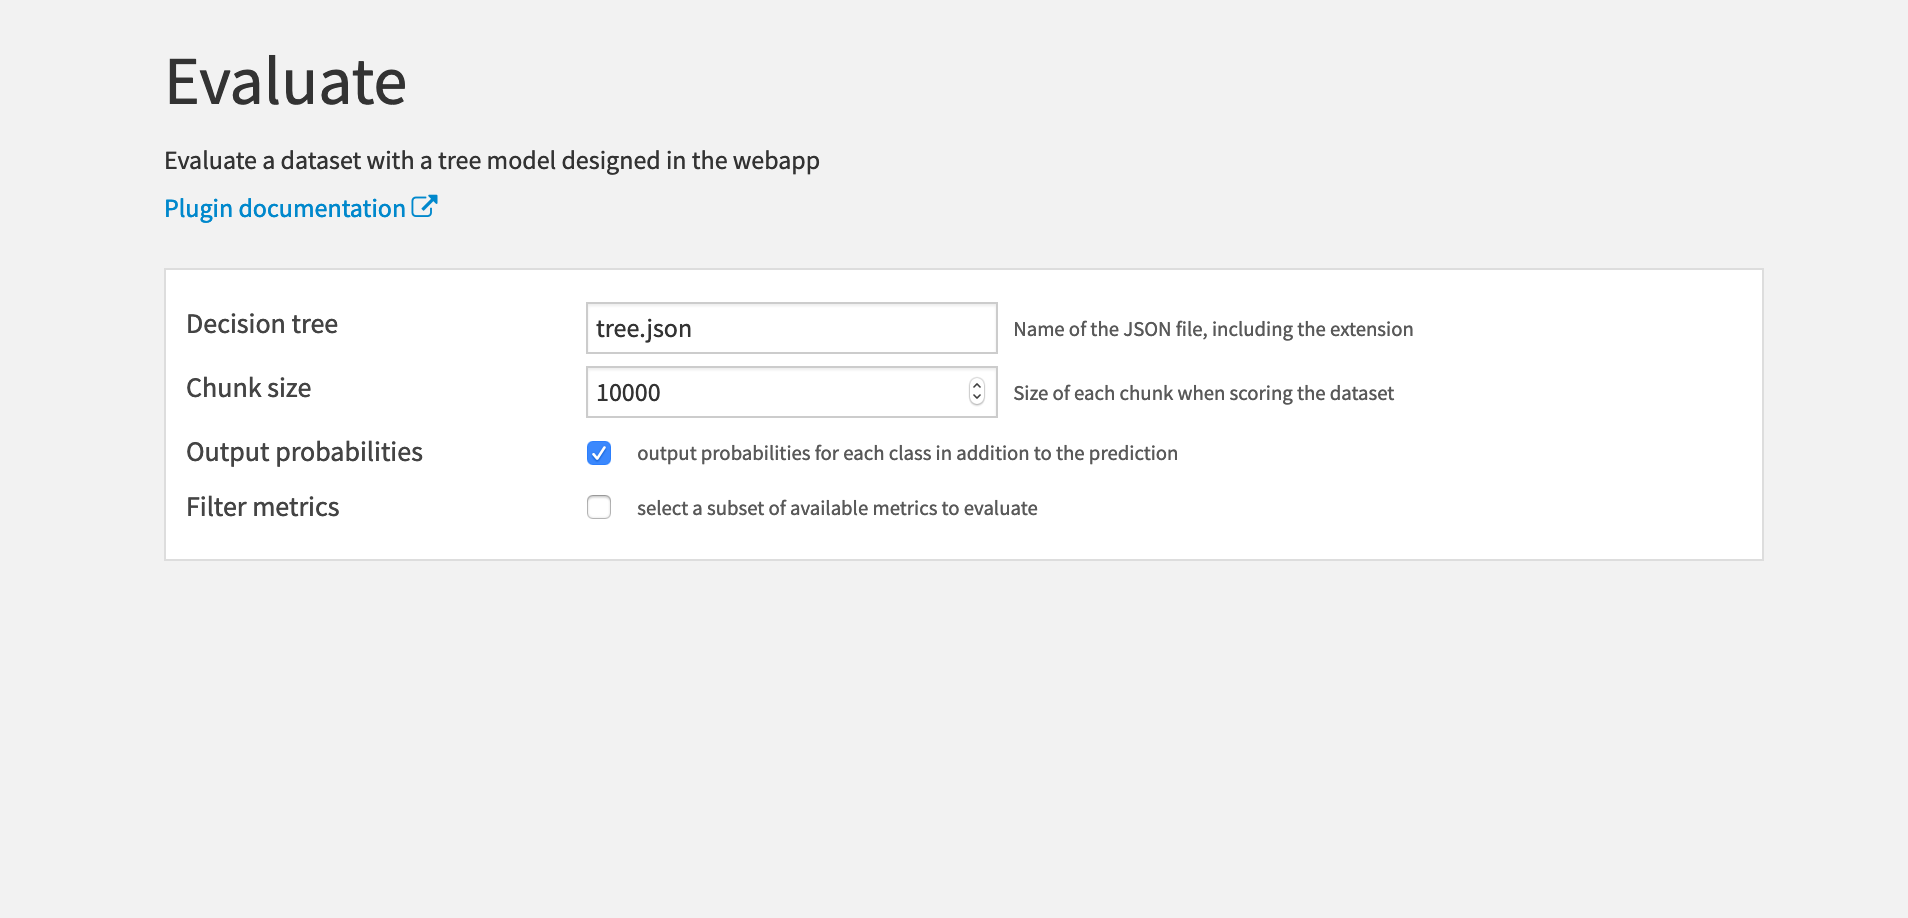 Evaluate
Evaluate a dataset with a tree model designed in the webapp
Plugin documentation
Decision tree tree.json Name of the JSON file, including the extension
Chunk size 10000 Size of each chunk when scoring the dataset
Output probabilities output probabilities for each class in addition to the prediction
Filter metrics select a subset of available metrics to evaluate